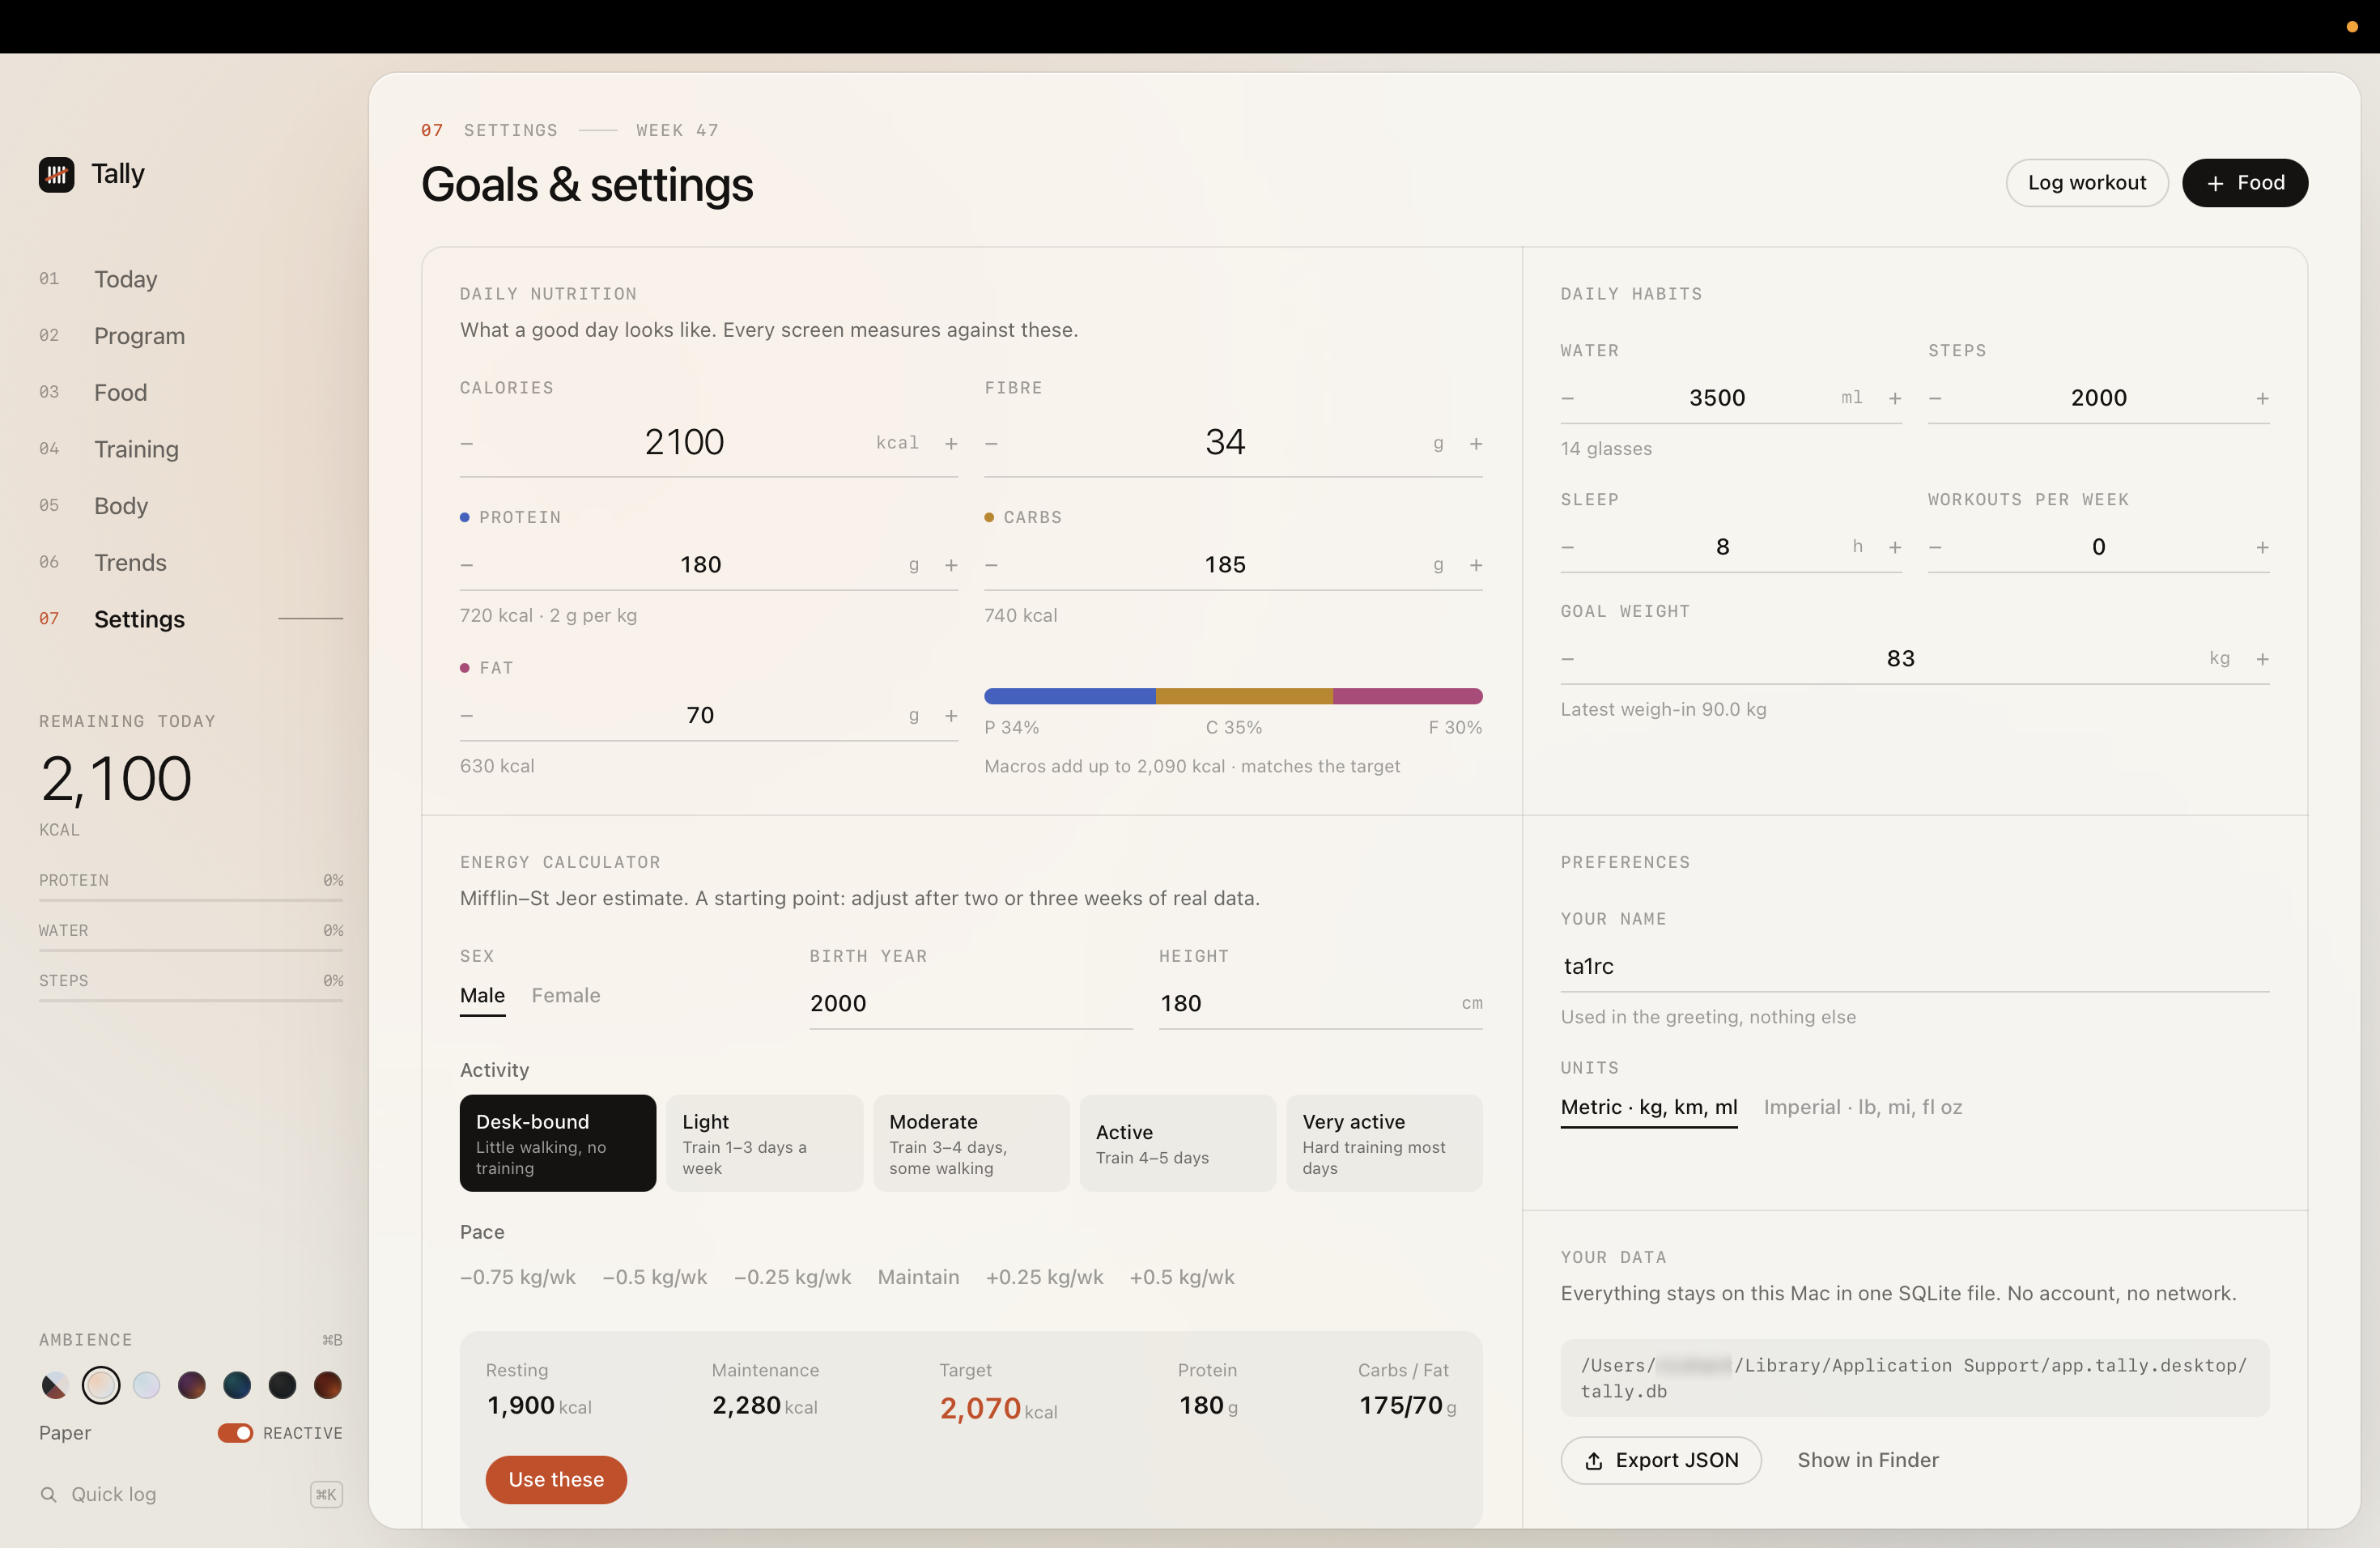 Tally
01 Today
02 Program
03 Food
04 Training
05 Body
06 Trends
07 Settings
REMAINING TODAY
2,100
KCAL
PROTEIN 0%
WATER 0%
STEPS 0%
AMBIENCE ⌘B
Paper REACTIVE
Quick log ⌘K
07 SETTINGS WEEK 47
Goals & settings
Log workout
+ Food
DAILY NUTRITION
What a good day looks like. Every screen measures against these.
CALORIES
− 2100 kcal +
FIBRE
− 34 g +
PROTEIN
− 180 g +
720 kcal · 2 g per kg
CARBS
− 185 g +
740 kcal
FAT
− 70 g +
630 kcal
P 34% C 35% F 30%
Macros add up to 2,090 kcal · matches the target
DAILY HABITS
WATER
− 3500 ml +
14 glasses
STEPS
− 2000 +
SLEEP
− 8 h +
WORKOUTS PER WEEK
− 0 +
GOAL WEIGHT
− 83 kg +
Latest weigh-in 90.0 kg
ENERGY CALCULATOR
Mifflin–St Jeor estimate. A starting point: adjust after two or three weeks of real data.
SEX
Male Female
BIRTH YEAR
2000
HEIGHT
180 cm
Activity
Desk-bound
Little walking, no
training
Light
Train 1–3 days a
week
Moderate
Train 3–4 days,
some walking
Active
Train 4–5 days
Very active
Hard training most
days
Pace
−0.75 kg/wk −0.5 kg/wk −0.25 kg/wk Maintain +0.25 kg/wk +0.5 kg/wk
Resting
1,900 kcal
Maintenance
2,280 kcal
Target
2,070 kcal
Protein
180 g
Carbs / Fat
175/70 g
Use these
PREFERENCES
YOUR NAME
ta1rc
Used in the greeting, nothing else
UNITS
Metric · kg, km, ml Imperial · lb, mi, fl oz
YOUR DATA
Everything stays on this Mac in one SQLite file. No account, no network.
/Users/ /Library/Application Support/app.tally.desktop/
tally.db
Export JSON
Show in Finder